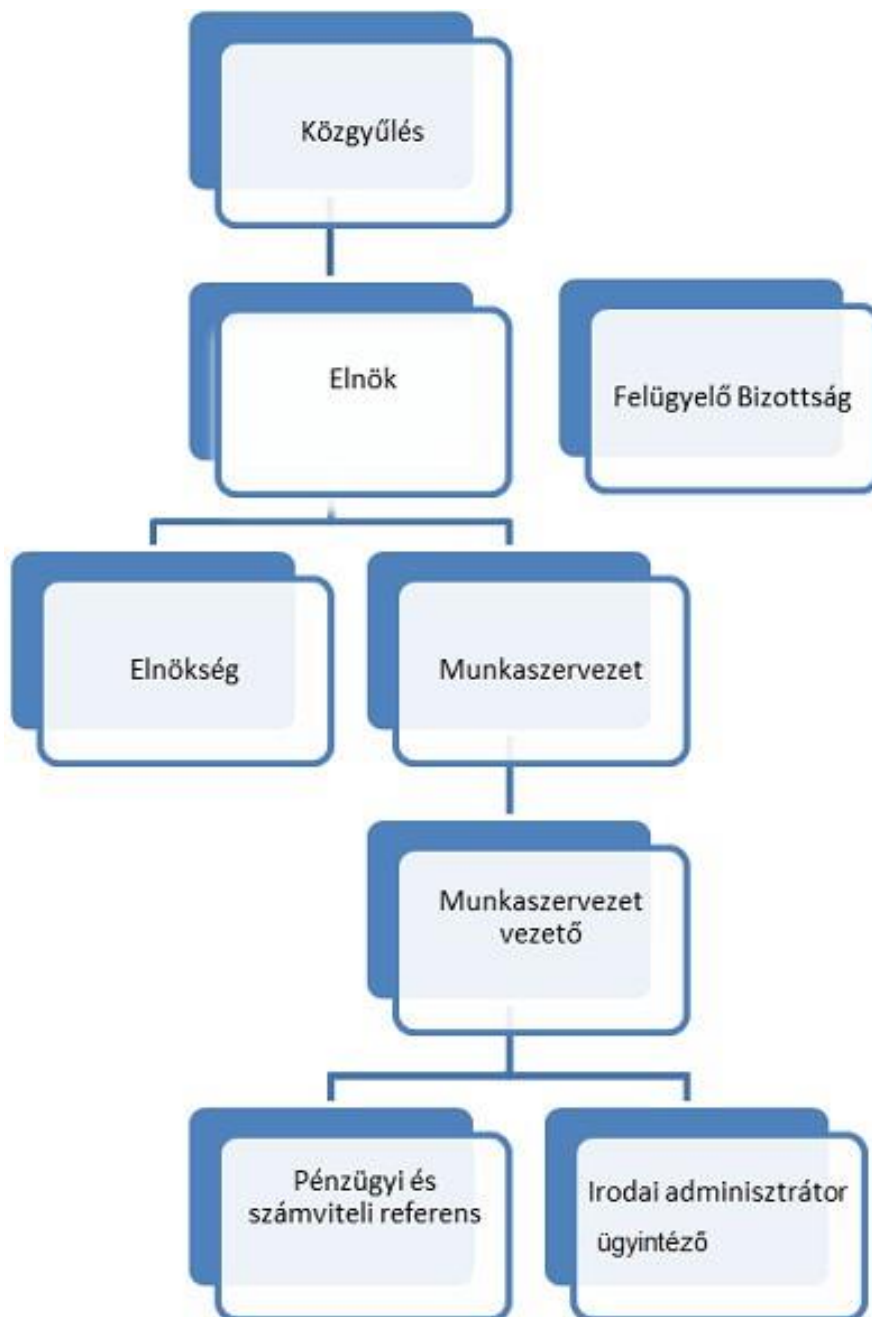 Közgyűlés
Elnök
Felügyelő Bizottság
Elnökség
Munkaszervezet
Munkaszervezet
vezető
Pénzügyi és
számviteli referens
Irodai adminisztrátor
ügyintéző